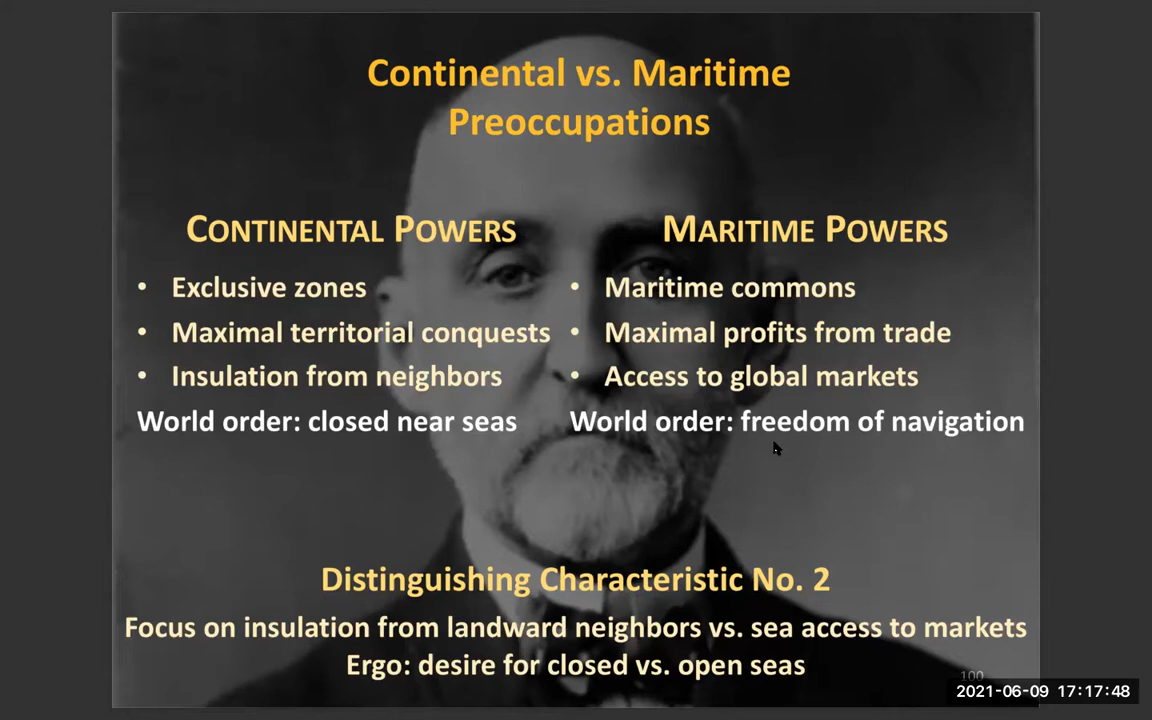 Continental vs. Maritime
Preoccupations
CONTINENTAL POWERS
• Exclusive zones
• Maximal territorial conquests
• Insulation from neighbors
World order: closed near seas
MARITIME POWERS
• Maritime commons
• Maximal profits from trade
• Access to global markets
World order: freedom of navigation
Distinguishing Characteristic No. 2
Focus on insulation from landward neighbors vs. sea access to markets
Ergo: desire for closed vs. open seas
100
2021-06-09 17:17:48